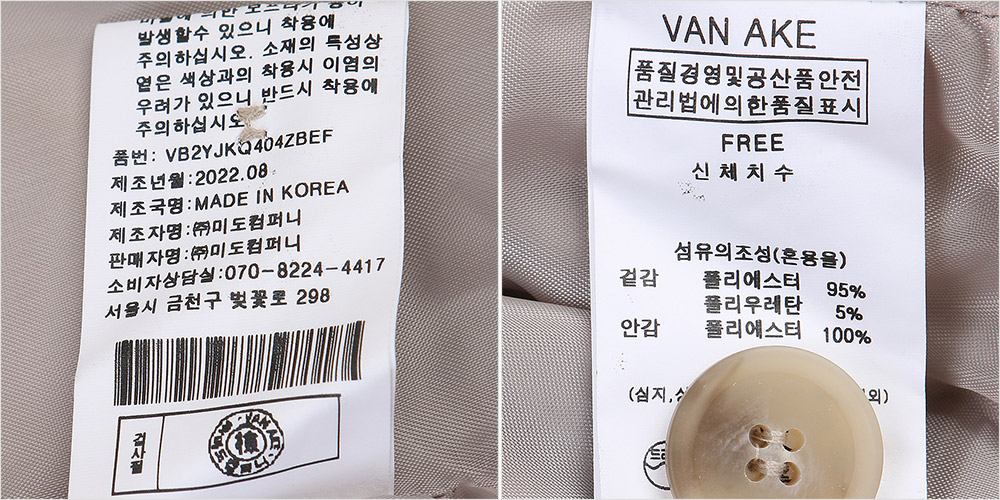 발생할수 있으니 착용에
주의하십시오. 소재의 특성상
옅은 색상과의 착용시 이염의
우려가 있으니 반드시 착용에
주의하십시오.
품번: VB2YJKQ404ZBEF
제조년월:2022.08
제조국명:MADE IN KOREA
제조자명:㈜미도컴퍼니
판매자명:㈜미도컴퍼니
소비자상담실:070-8224-4417
서울시 금천구 벚꽃로 298
검사필
VAN AKE
VAN AKE
품질경영및공산품안전
관리법에의한품질표시
FREE
신체치수
섬유의조성(혼용율)
겉감 폴리에스터 95%
폴리우레탄 5%
안감 폴리에스터 100%
(심지,
외)